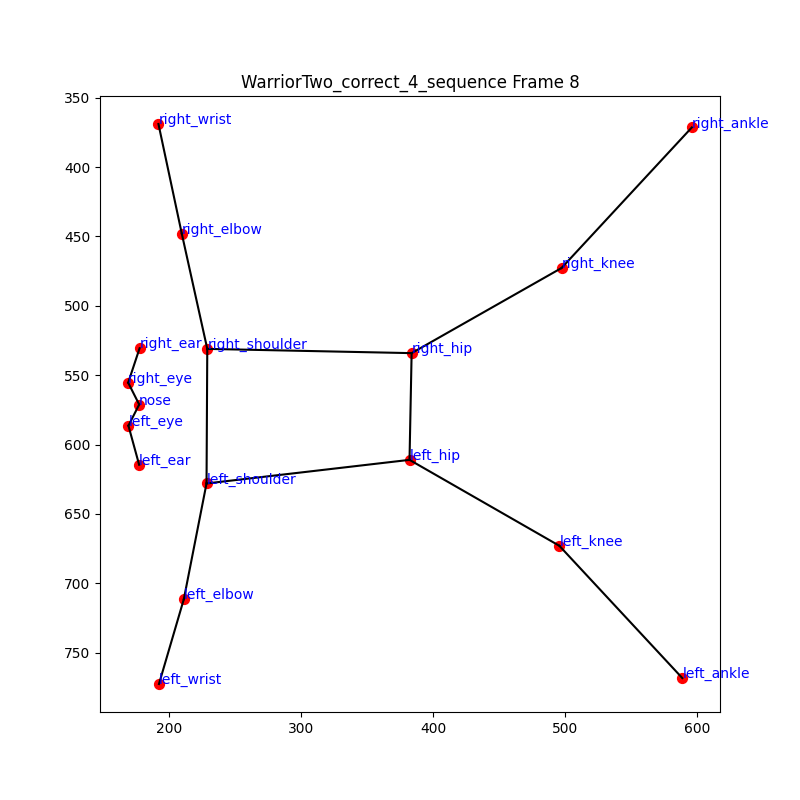 WarriorTwo_correct_4_sequence Frame 8
350
right_wrist
right_ankle
400
right_elbow
450
right_knee
500
right_ear
right_shoulder
right_hip
550
right_eye
nose
left_eye
600
left_ear
left_hip
left_shoulder
650
left_knee
700
left_elbow
left_ankle
750
left_wrist
200
300
400
500
600